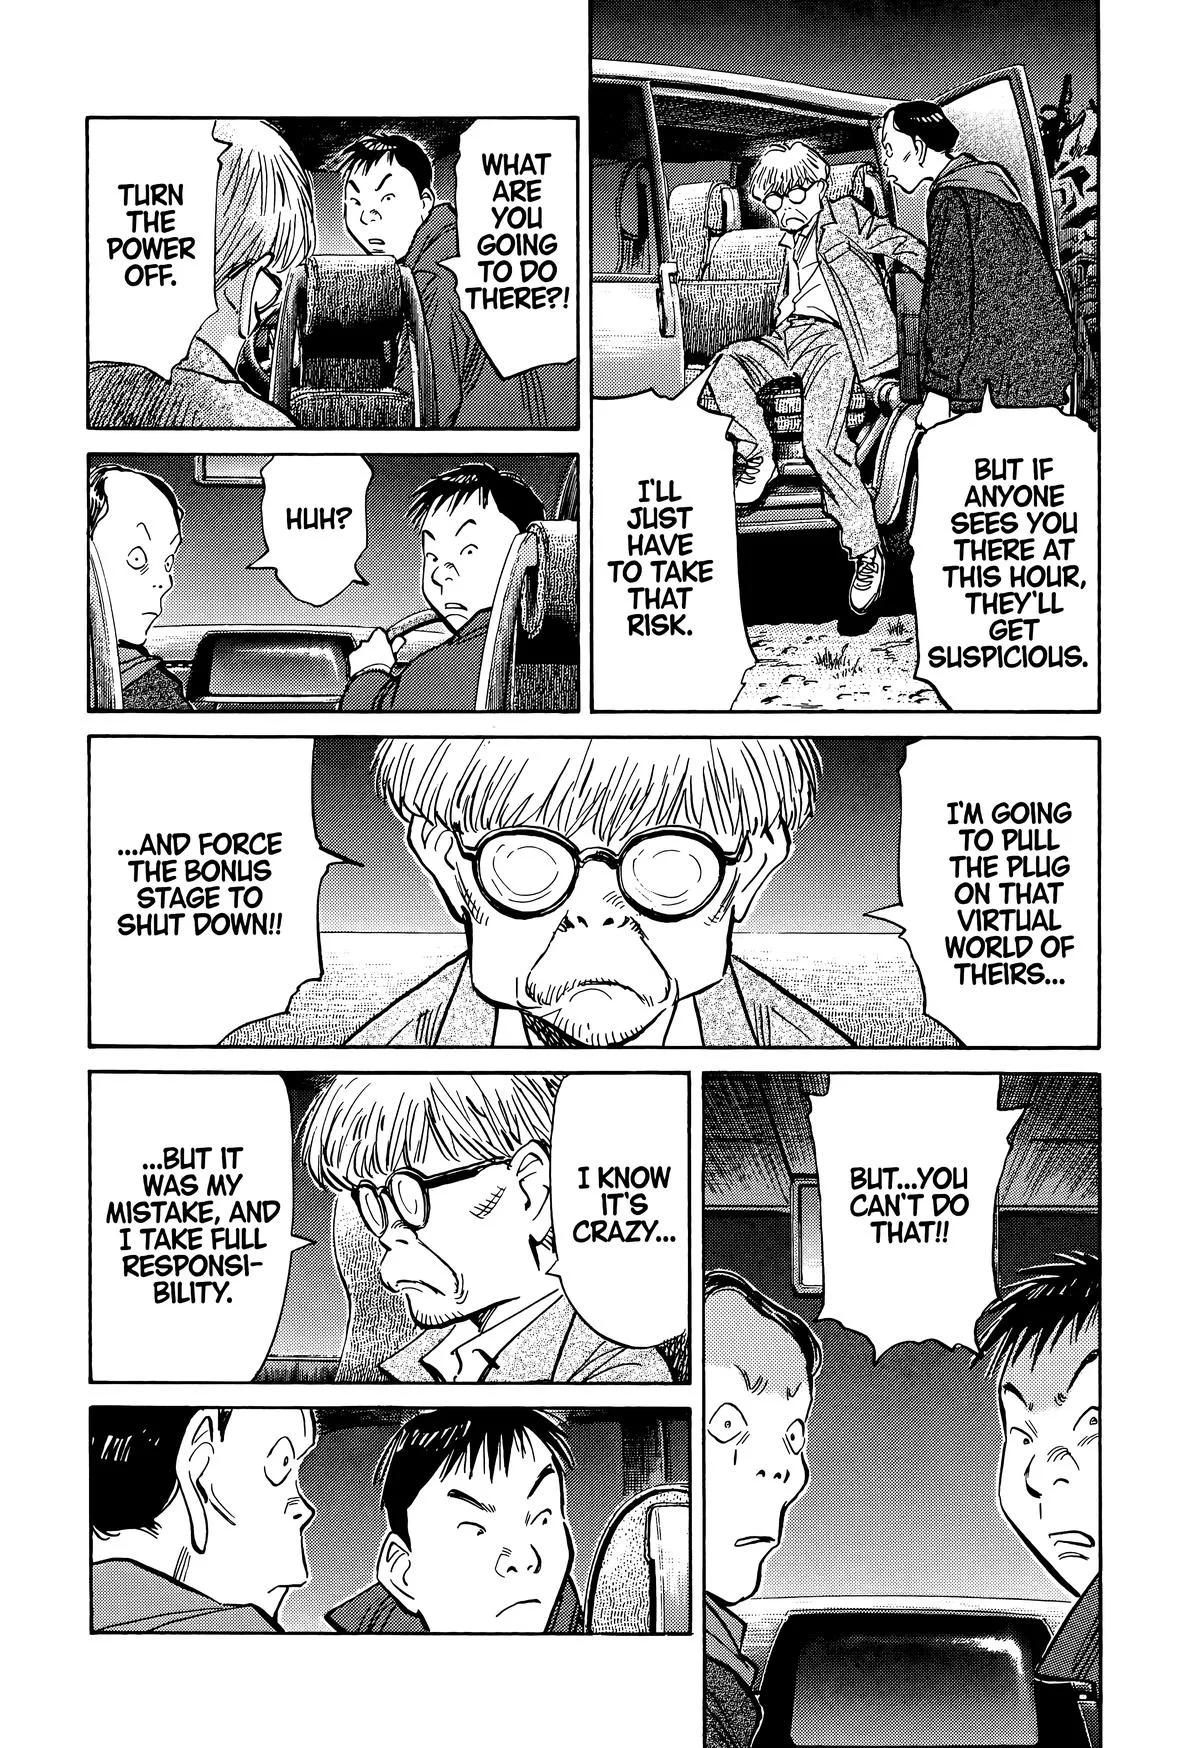 BUT IF
ANYONE
SEES YOU
THERE AT
THIS HOUR,
THEY'LL
GET
SUSPICIOUS.
I'LL
JUST
HAVE
TO TAKE
THAT
RISK.
WHAT
ARE
YOU
GOING
TO DO
THERE?!
TURN
THE
POWER
OFF.
HUH?
I'M GOING
TO PULL
THE PLUG
ON THAT
VIRTUAL
WORLD OF
THEIRS...
...AND FORCE
THE BONUS
STAGE TO
SHUT DOWN!!
BUT...YOU
CAN'T DO
THAT!!
I KNOW
IT'S
CRAZY...
...BUT IT
WAS MY
MISTAKE, AND
I TAKE FULL
RESPONSI-
BILITY.